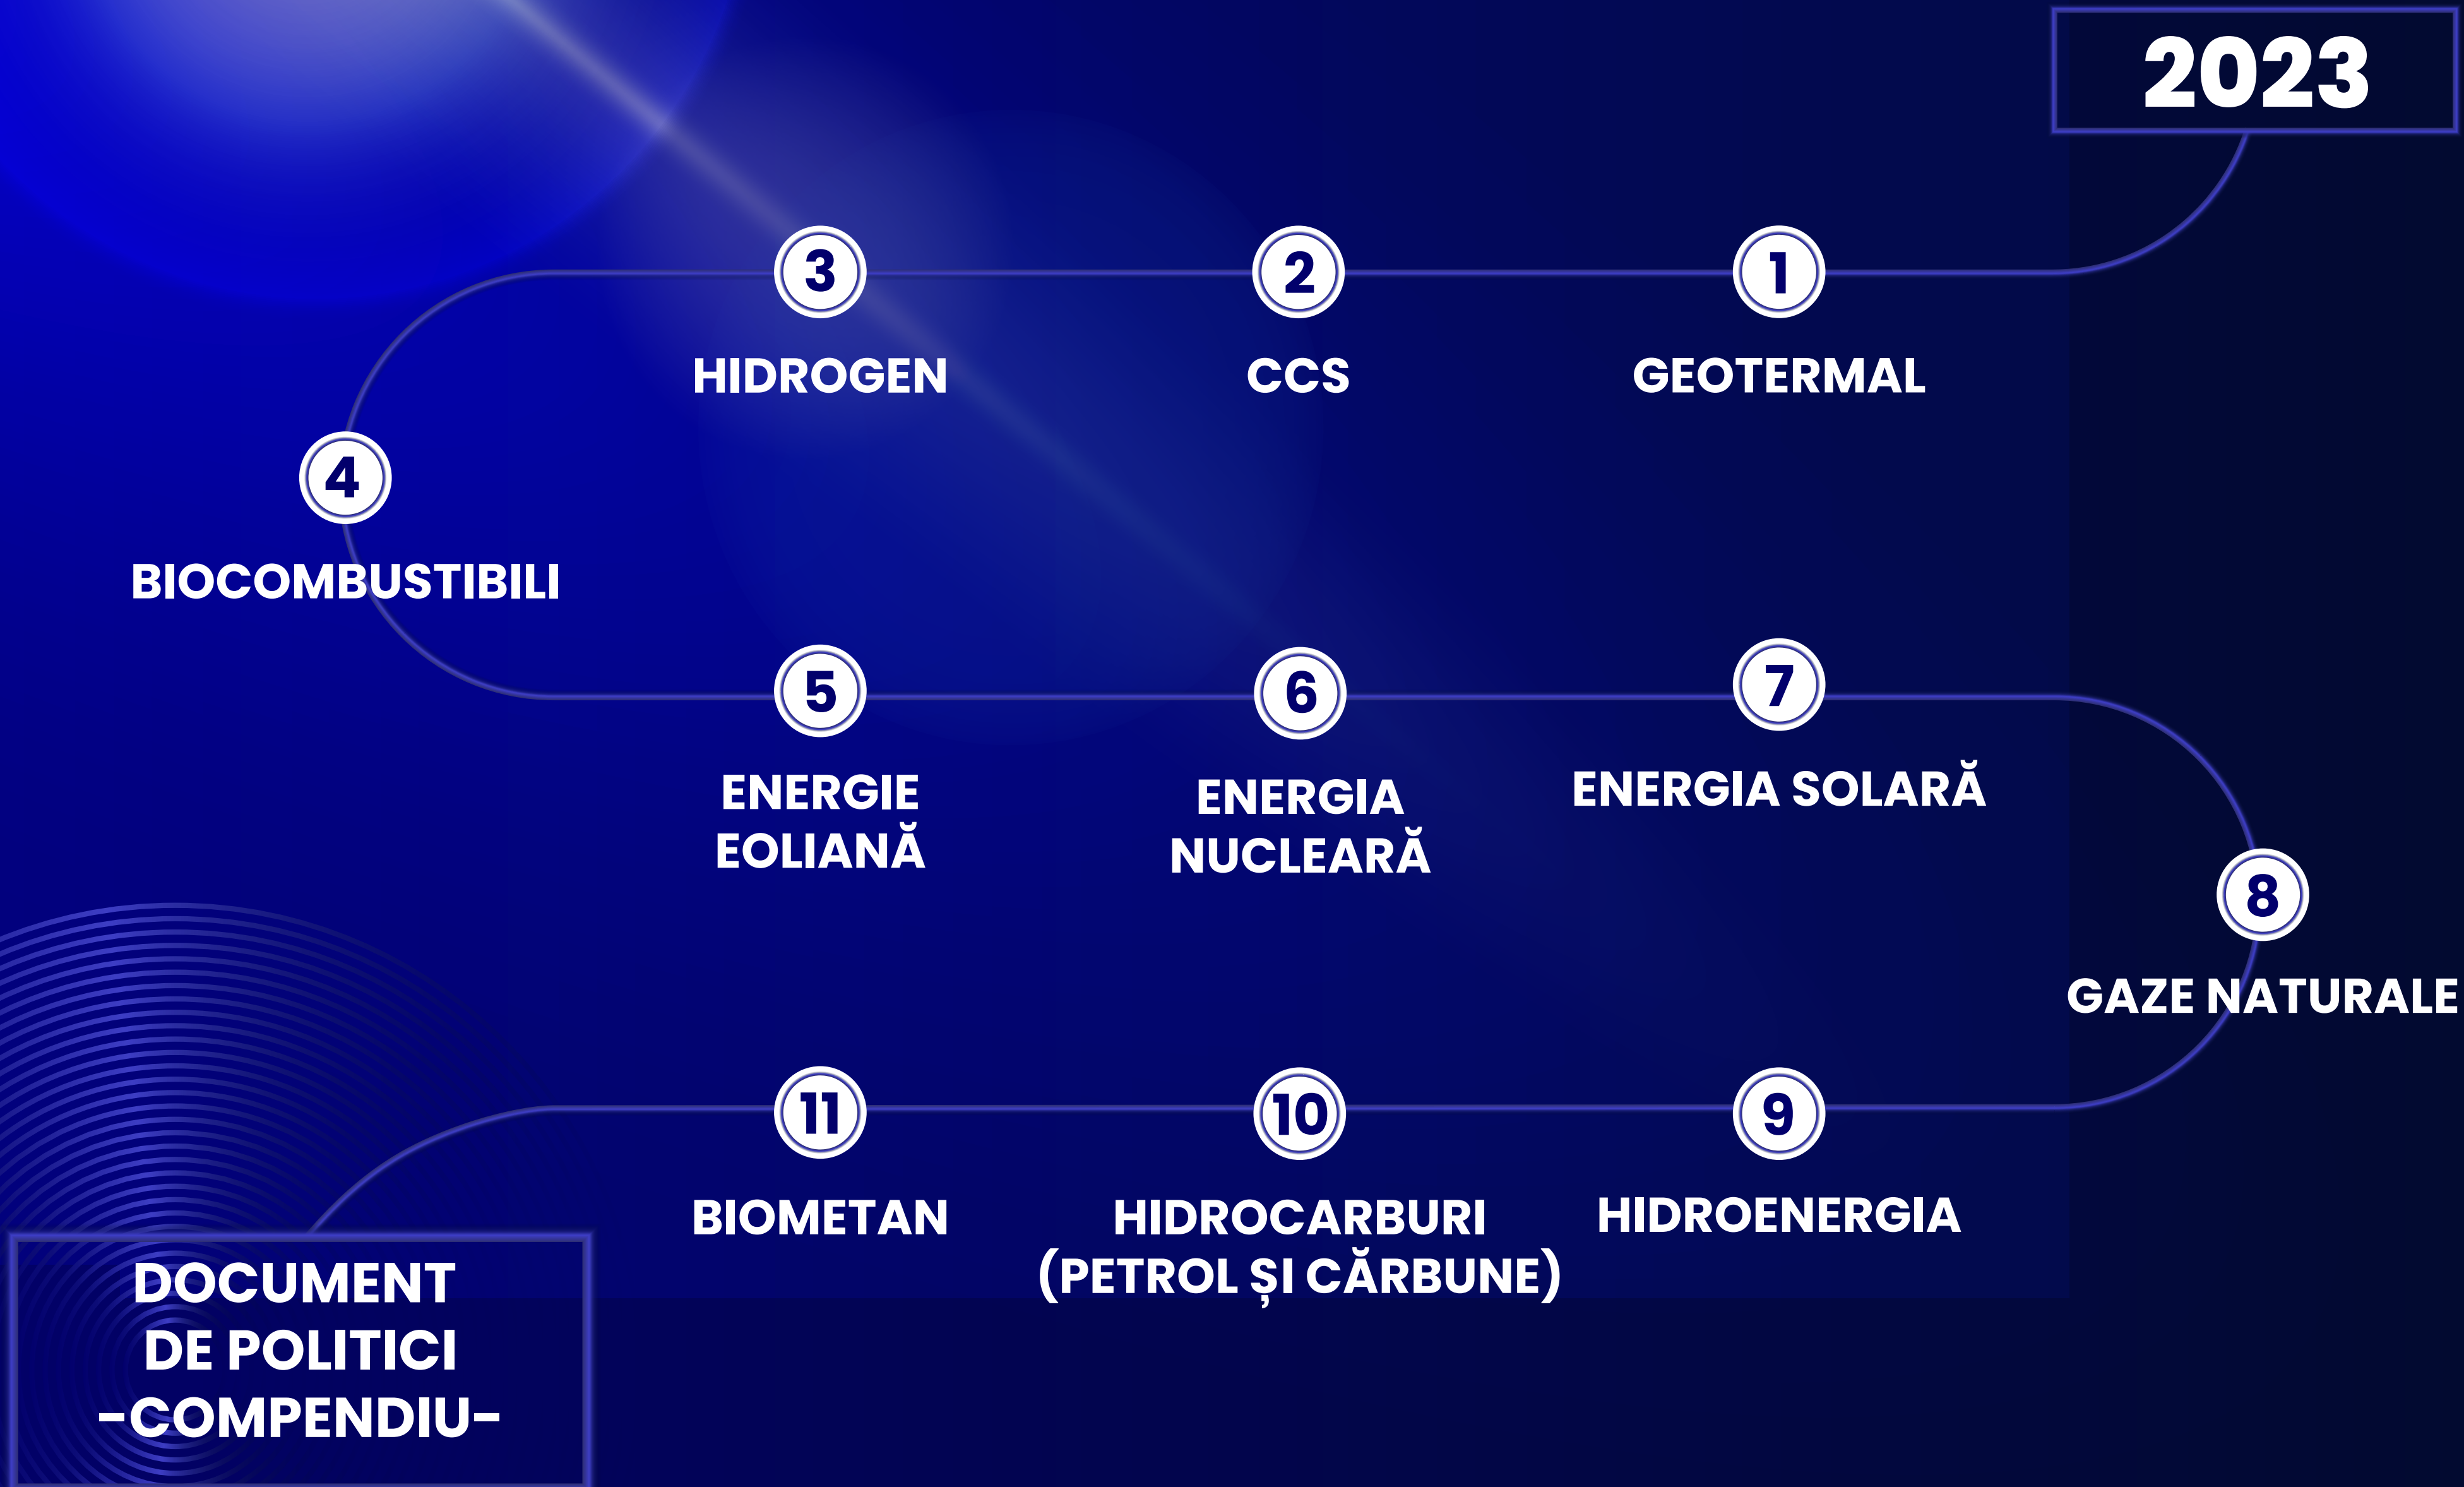 2023
1
GEOTERMAL
2
CCS
3
HIDROGEN
4
BIOCOMBUSTIBILI
5
ENERGIE
EOLIANĂ
6
ENERGIA
NUCLEARĂ
7
ENERGIA SOLARĂ
8
GAZE NATURALE
9
HIDROENERGIA
10
HIDROCARBURI
(PETROL ȘI CĂRBUNE)
11
BIOMETAN
DOCUMENT
DE POLITICI
-COMPENDIU-